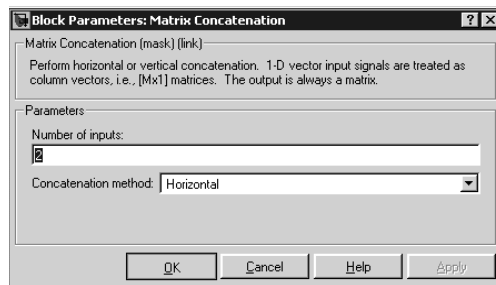 Block Parameters: Matrix Concatenation
Matrix Concatenation (mask) (link)
Perform horizontal or vertical concatenation. 1-D vector input signals are treated as
column vectors, i.e., [Mx1] matrices. The output is always a matrix.
Parameters
Number of inputs:
2
Concatenation method: Horizontal
OK Cancel Help Apply